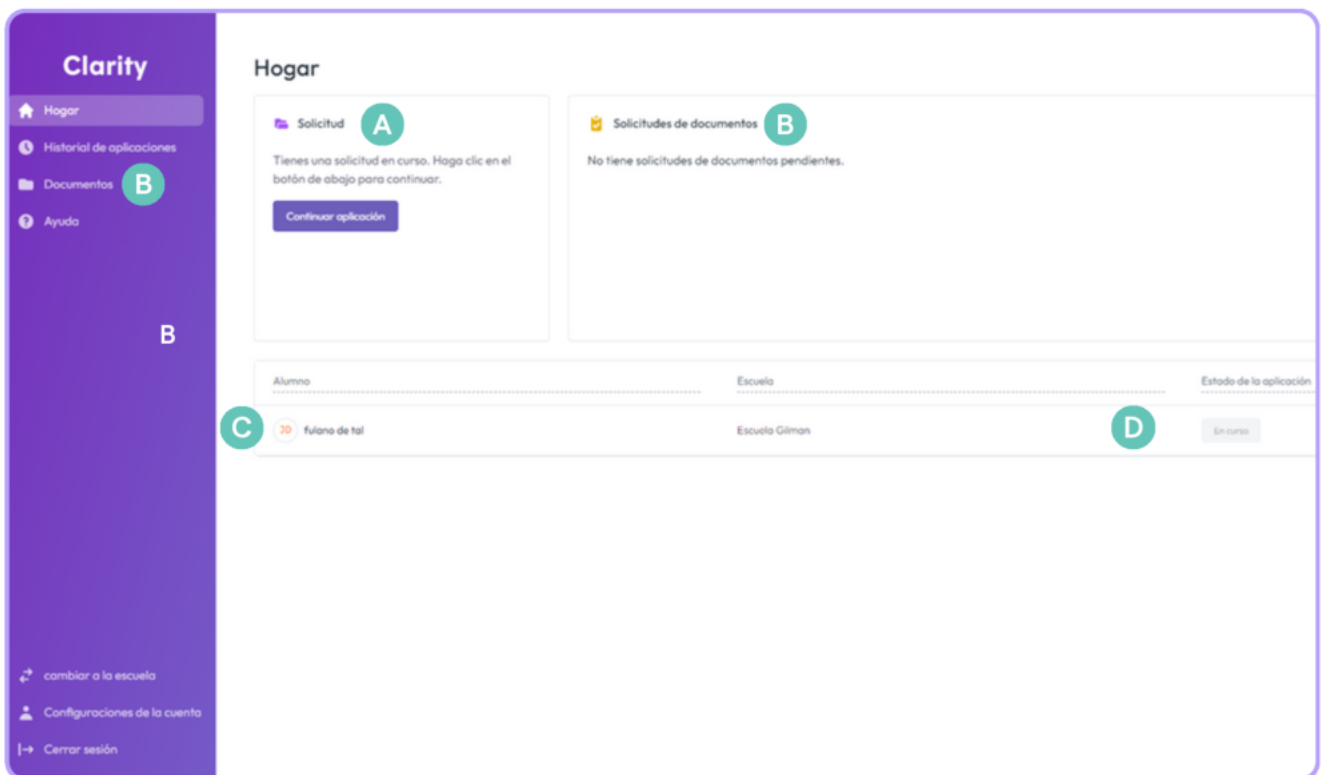 Clarity
Hogar
Historial de aplicaciones
Documentos B
Ayuda
B
cambiar a la escuela
Configuraciones de la cuenta
Cerrar sesión
Hogar
Solicitud A
Tienes una solicitud en curso. Haga clic en el
botón de abajo para continuar.
Continuar aplicación
Solicitudes de documentos B
No tiene solicitudes de documentos pendientes.
Alumno Escuela Estado de la aplicación
C JD fulano de tal Escuela Gilman D En curso